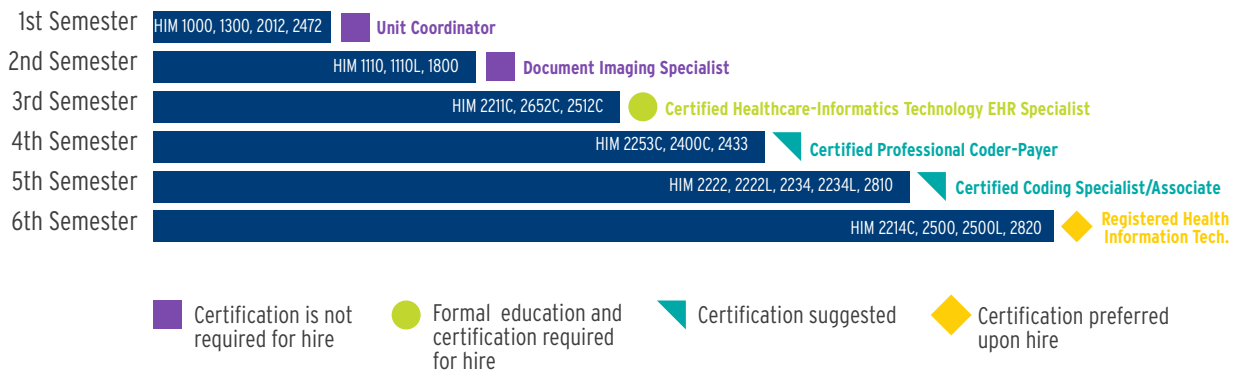 1st Semester
HIM 1000, 1300, 2012, 2472
Unit Coordinator
2nd Semester
HIM 1110, 1110L, 1800
Document Imaging Specialist
3rd Semester
HIM 2211C, 2652C, 2512C
Certified Healthcare-Informatics Technology EHR Specialist
4th Semester
HIM 2253C, 2400C, 2433
Certified Professional Coder-Payer
5th Semester
HIM 2222, 2222L, 2234, 2234L, 2810
Certified Coding Specialist/Associate
6th Semester
HIM 2214C, 2500, 2500L, 2820
Registered Health
Information Tech.
Certification is not
required for hire
Formal education and
certification required
for hire
Certification suggested
Certification preferred
upon hire